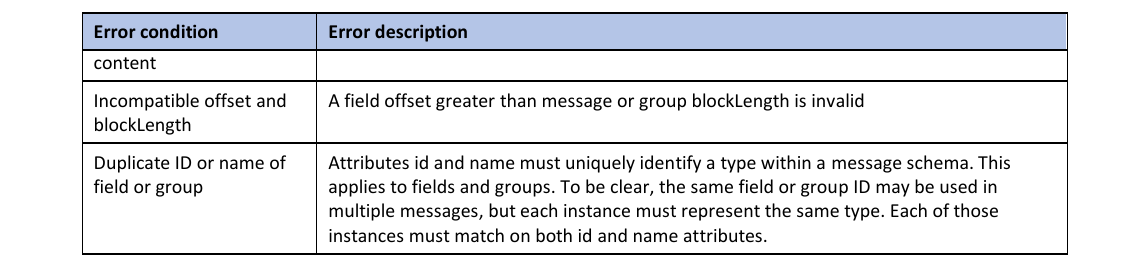 Error condition Error description
content
Incompatible offset and A field offset greater than message or group blockLength is invalid
blockLength
Duplicate ID or name of Attributes id and name must uniquely identify a type within a message schema. This
field or group applies to fields and groups. To be clear, the same field or group ID may be used in
multiple messages, but each instance must represent the same type. Each of those
instances must match on both id and name attributes.